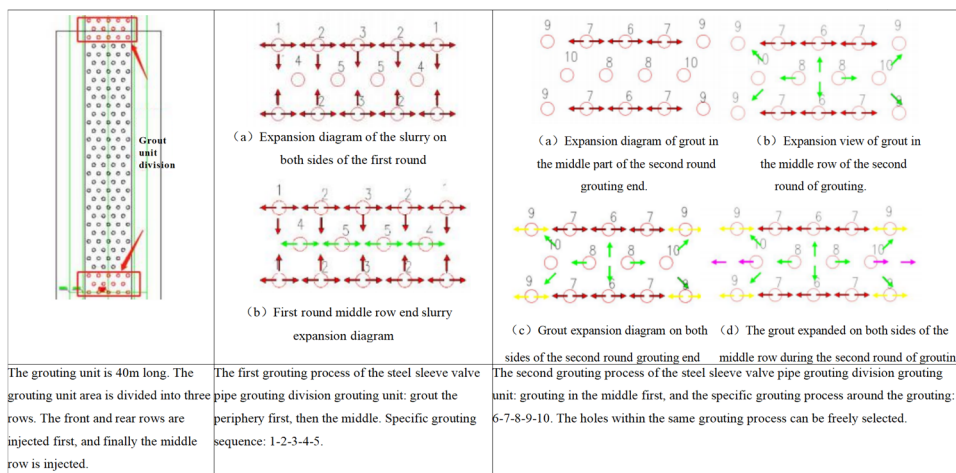 Grout
unit
division
1 2 3 2 1
4 5 5 4
1 2 3 2 1
(a) Expansion diagram of the slurry on
both sides of the first round
1 2 3 2
4 5 5 4
1 2 3 2
(b) First round middle row end slurry
expansion diagram
9 7 6 7 9
10 8 8 10
9 7 6 7 9
(a) Expansion diagram of grout in
the middle part of the second round
grouting end.
9 7 6 7 9
10 8 8 10
9 7 6 7 9
(b) Expansion view of grout in
the middle row of the second
round of grouting.
9 7 6 7 9
10 8 8 10
9 7 6 7 9
(c) Grout expansion diagram on both
sides of the second round grouting end
9 7 6 7 9
10 8 8 10
9 7 6 7 9
(d) The grout expanded on both sides of the
middle row during the second round of groutin
The grouting unit is 40m long. The
grouting unit area is divided into three
rows. The front and rear rows are
injected first, and finally the middle
row is injected.
The first grouting process of the steel sleeve valve
pipe grouting division grouting unit: grout the
periphery first, then the middle. Specific grouting
sequence: 1-2-3-4-5.
The second grouting process of the steel sleeve valve pipe grouting division grouting
unit: grouting in the middle first, and the specific grouting process around the grouting:
6-7-8-9-10. The holes within the same grouting process can be freely selected.